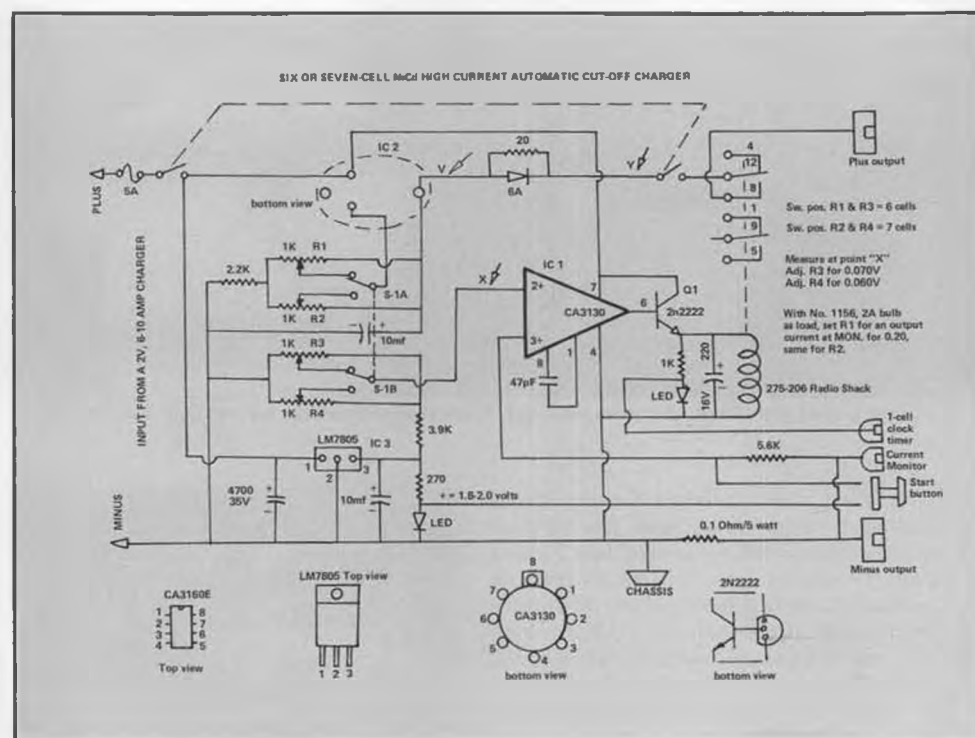 SIX OR SEVEN-CELL NiCd HIGH CURRENT AUTOMATIC CUT-OFF CHARGER
PLUS
5A
IC 2
bottom view
V
20
6A
Y
4
12
8
1
9
5
Plus output
Sw. pos. R1 & R3 = 6 cells
Sw. pos. R2 & R4 = 7 cells
Measure at point "X"
Adj. R3 for 0.070V
Adj. R4 for 0.060V
With No. 1156, 2A bulb
as load, set R1 for an output
current at MON. for 0.20,
same for R2.
INPUT FROM A 2V, 6-10 AMP CHARGER
2.2K
1K R1
S-1A
1K R2
− +
10mf
1K R3
S-1B
1K R4
X
IC 1
2+
CA3130
3+
7
6
8
1
4
47pF
Q1
2n2222
1K
LED
220
+
−
16V
275-206 Radio Shack
1-cell
clock
timer
5.6K
Current
Monitor
Start
button
LM7805
IC 3
1
2
3
3.9K
270
+ = 1.6-2.0 volts
LED
4700
35V
+
−
10mf
+
−
MINUS
0.1 Ohm/5 watt
Minus output
CHASSIS
CA3160E
1 8
2 7
3 6
4 5
Top view
LM7805 Top view
1 2 3
8
7 1
6 CA3130 2
5 3
4
bottom view
2N2222
bottom view